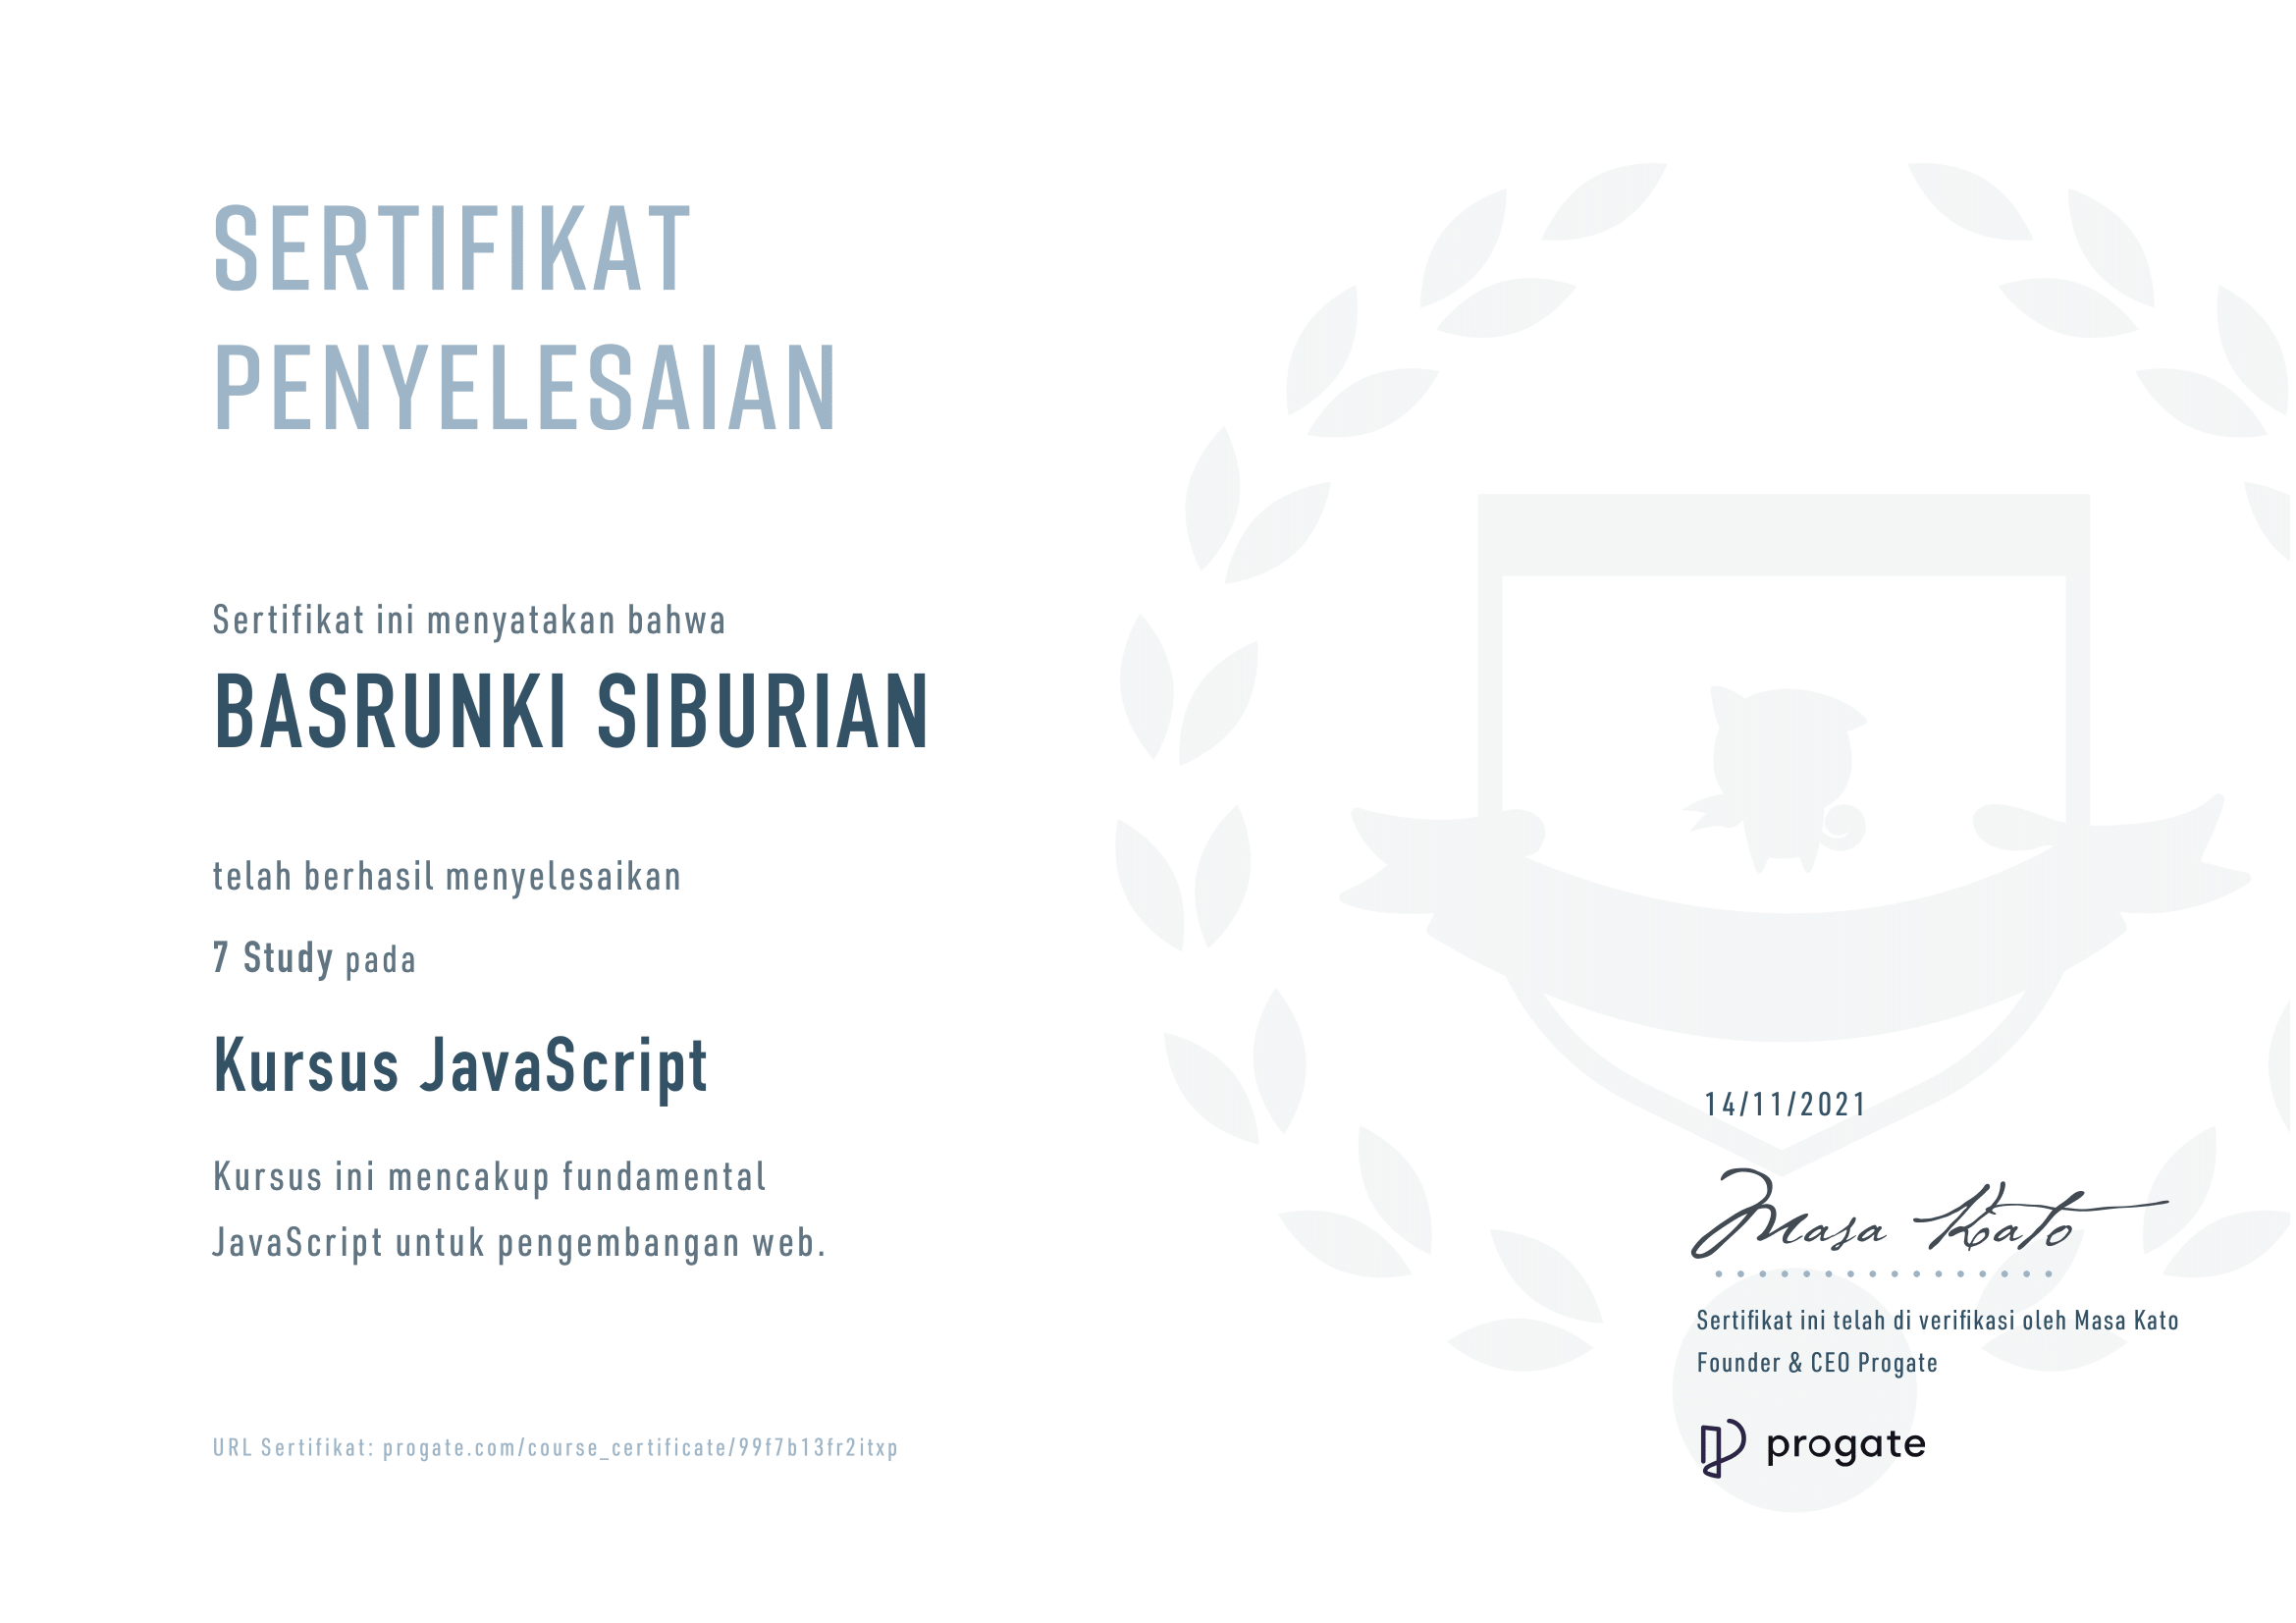 SERTIFIKAT
PENYELESAIAN
Sertifikat ini menyatakan bahwa
BASRUNKI SIBURIAN
telah berhasil menyelesaikan
7 Study pada
Kursus JavaScript
Kursus ini mencakup fundamental
JavaScript untuk pengembangan web.
URL Sertifikat: progate.com/course_certificate/99f7b13fr2itxp
14/11/2021
Masa Kato
Sertifikat ini telah di verifikasi oleh Masa Kato
Founder & CEO Progate
progate